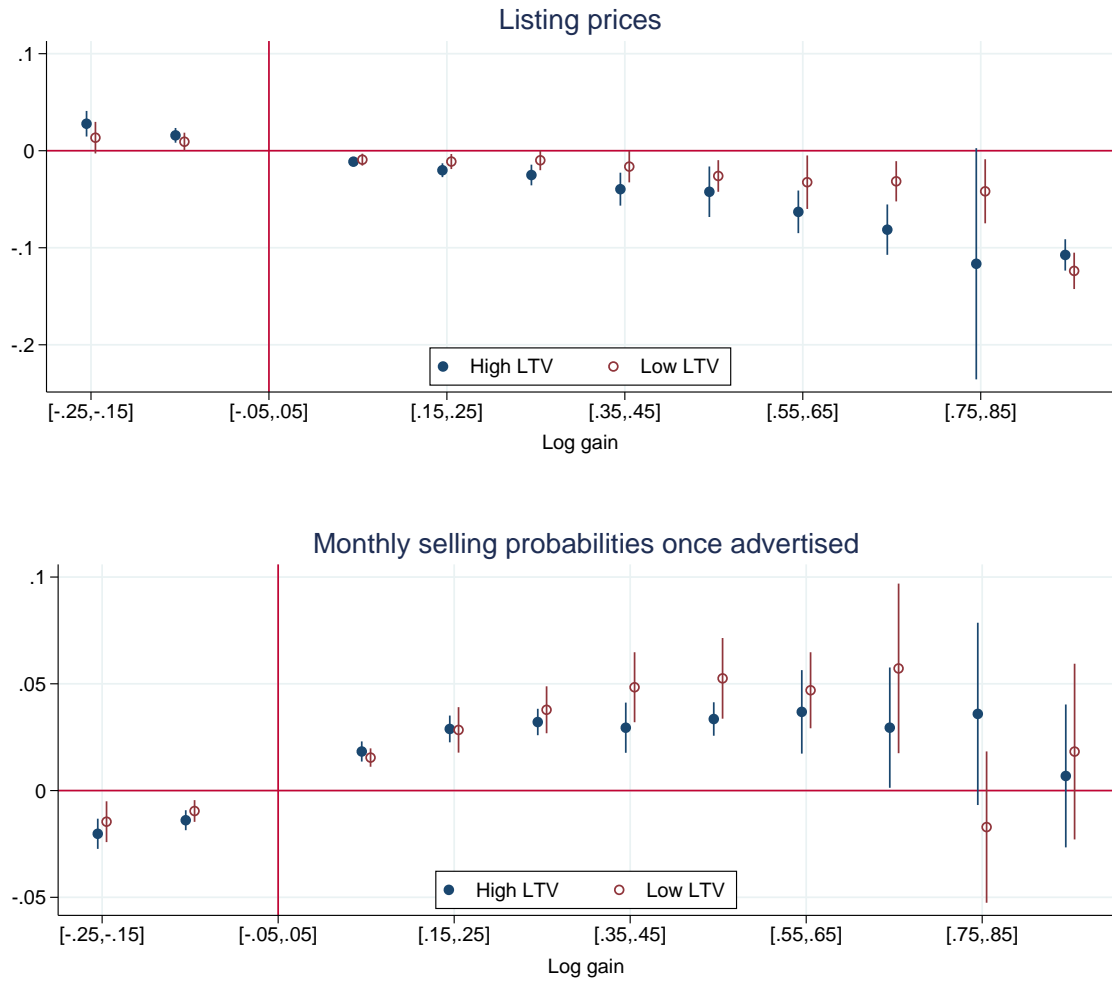 Listing prices
.1
0
-.1
-.2
High LTV
Low LTV
[-.25,-.15]
[-.05,.05]
[.15,.25]
[.35,.45]
[.55,.65]
[.75,.85]
Log gain
Monthly selling probabilities once advertised
.1
.05
0
-.05
High LTV
Low LTV
[-.25,-.15]
[-.05,.05]
[.15,.25]
[.35,.45]
[.55,.65]
[.75,.85]
Log gain